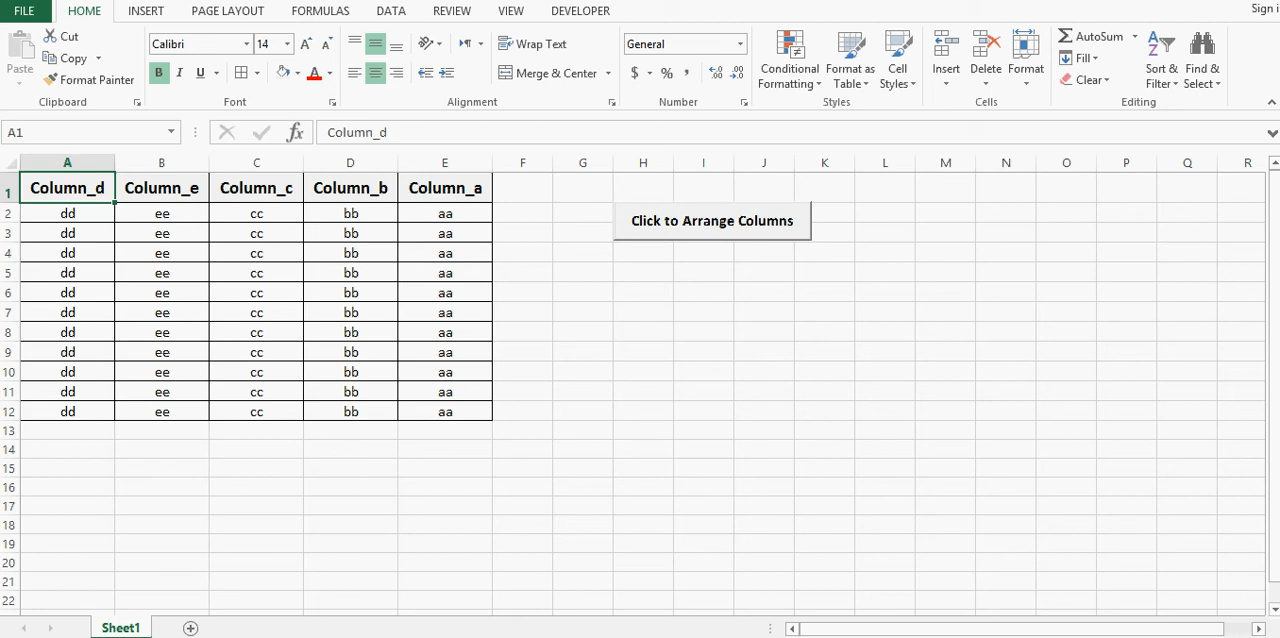 FILE HOME INSERT PAGE LAYOUT FORMULAS DATA REVIEW VIEW DEVELOPER Sign i
Paste
Cut
Copy
Format Painter
Clipboard
Calibri 14
B I U A
Font
Wrap Text
Merge & Center
Alignment
General
$ % ,
Number
Conditional Formatting
Format as Table
Cell Styles
Styles
Insert
Delete
Format
Cells
AutoSum
Fill
Clear
Sort & Filter
Find & Select
Editing
A1 fx Column_d
A B C D E F G H I J K L M N O P Q R
1 Column_d Column_e Column_c Column_b Column_a
2 dd ee cc bb aa
Click to Arrange Columns
3 dd ee cc bb aa
4 dd ee cc bb aa
5 dd ee cc bb aa
6 dd ee cc bb aa
7 dd ee cc bb aa
8 dd ee cc bb aa
9 dd ee cc bb aa
10 dd ee cc bb aa
11 dd ee cc bb aa
12 dd ee cc bb aa
13
14
15
16
17
18
19
20
21
22
Sheet1